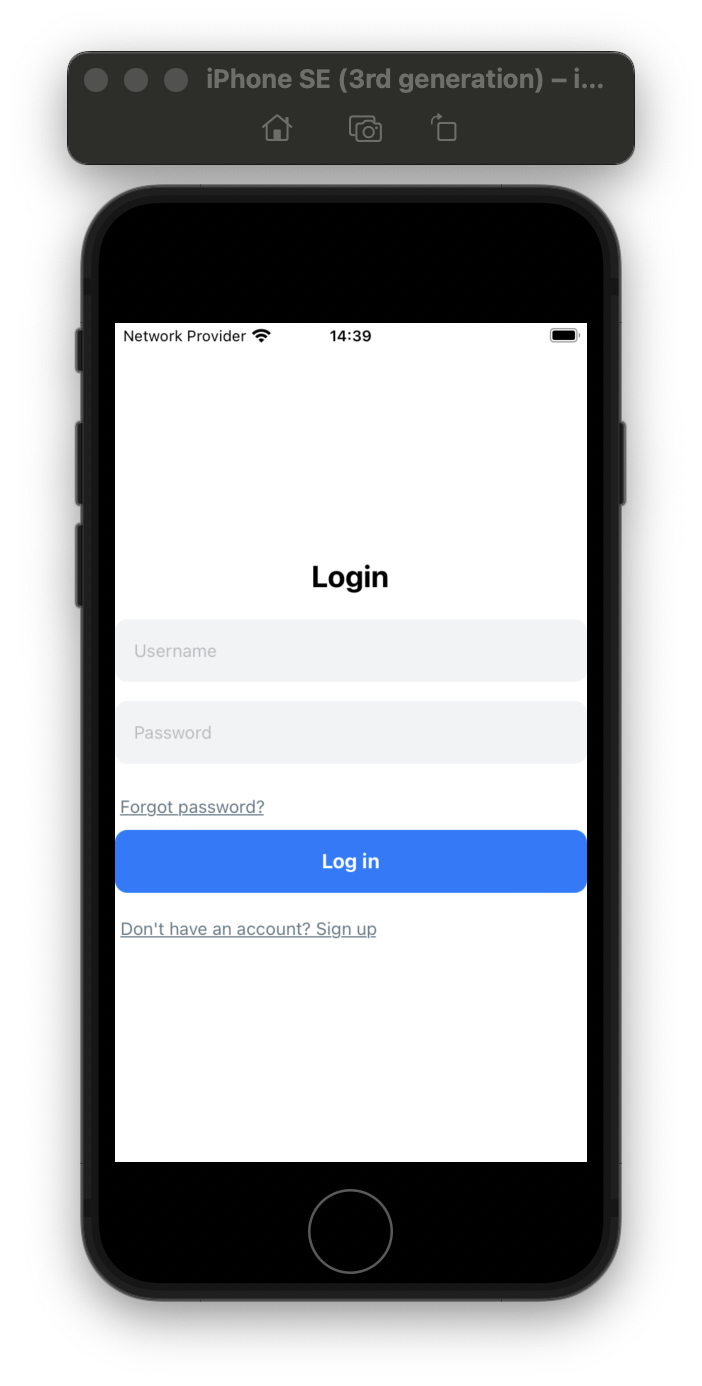 iPhone SE (3rd generation) – i...
Network Provider 14:39
Login
Username
Password
Forgot password?
Log in
Don't have an account? Sign up